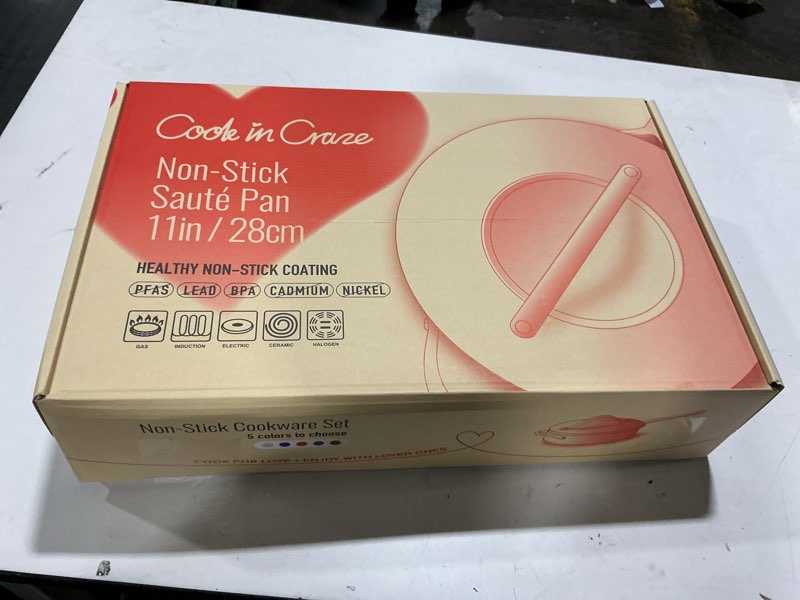 Cook in Craze
Non-Stick
Sauté Pan
11in / 28cm
HEALTHY NON-STICK COATING
PFAS LEAD BPA CADMIUM NICKEL
GAS INDUCTION ELECTRIC CERAMIC HALOGEN
Non-Stick Cookware Set
5 colors to choose
COOK FOR LOVE • ENJOY WITH LOVED ONES